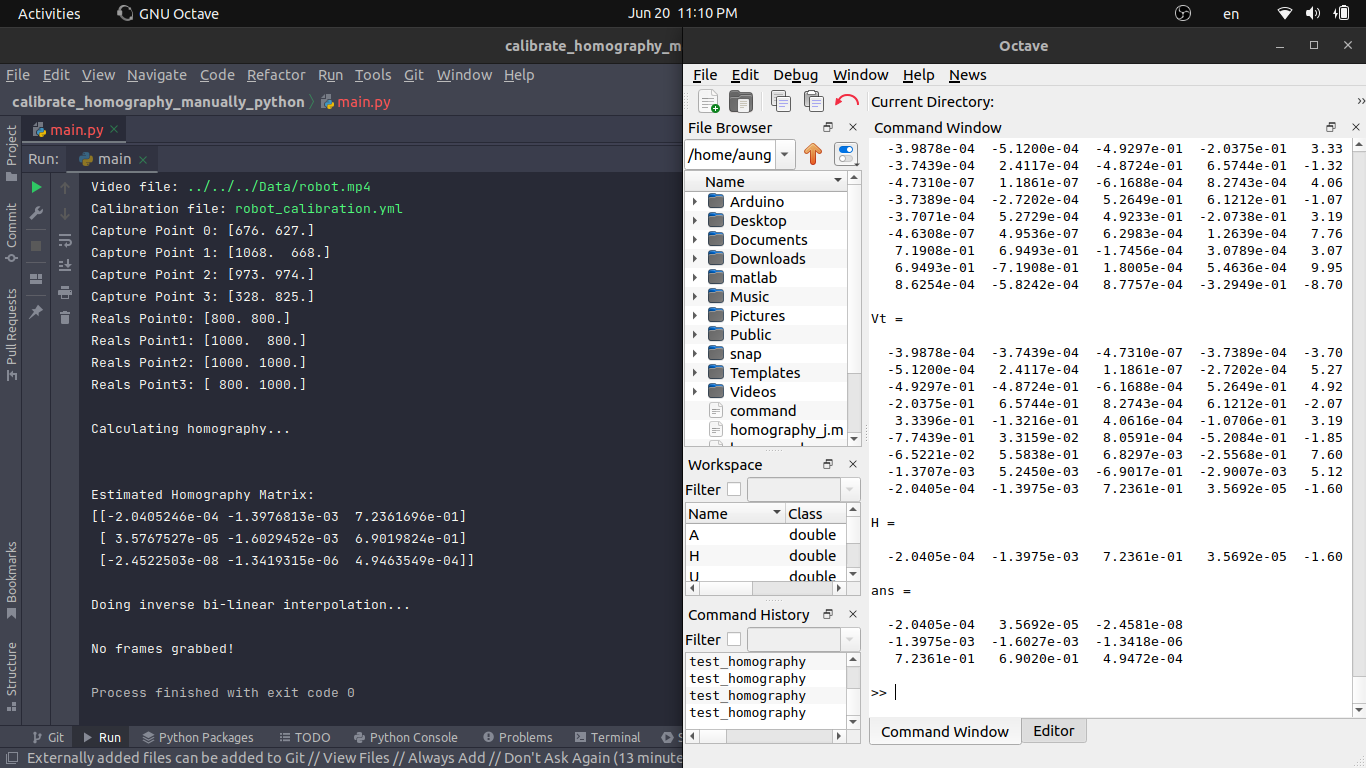 Activities GNU Octave Jun 20 11:10 PM en
calibrate_homography_m
File Edit View Navigate Code Refactor Run Tools Git Window Help
calibrate_homography_manually_python main.py
main.py
Run: main
Project
Commit
Pull Requests
Bookmarks
Structure
Video file: ../../../Data/robot.mp4
Calibration file: robot_calibration.yml
Capture Point 0: [676. 627.]
Capture Point 1: [1068.  668.]
Capture Point 2: [973. 974.]
Capture Point 3: [328. 825.]
Reals Point0: [800. 800.]
Reals Point1: [1000.  800.]
Reals Point2: [1000. 1000.]
Reals Point3: [ 800. 1000.]
Calculating homography...
Estimated Homography Matrix:
[[-2.0405246e-04 -1.3976813e-03  7.2361696e-01]
[ 3.5767527e-05 -1.6029452e-03  6.9019824e-01]
[-2.4522503e-08 -1.3419315e-06  4.9463549e-04]]
Doing inverse bi-linear interpolation...
No frames grabbed!
Process finished with exit code 0
Git Run Python Packages TODO Python Console Problems Terminal S
Externally added files can be added to Git // View Files // Always Add // Don't Ask Again (13 minute
Octave
File Edit Debug Window Help News
Current Directory: »
File Browser
/home/aung
Name
Arduino
Desktop
Documents
Downloads
matlab
Music
Pictures
Public
snap
Templates
Videos
command
homography_j.m
Workspace
Filter
Name Class
A double
H double
U double
Command History
Filter
test_homography
test_homography
test_homography
test_homography
Command Window
-3.9878e-04 -5.1200e-04 -4.9297e-01 -2.0375e-01 3.33
-3.7439e-04 2.4117e-04 -4.8724e-01 6.5744e-01 -1.32
-4.7310e-07 1.1861e-07 -6.1688e-04 8.2743e-04 4.06
-3.7389e-04 -2.7202e-04 5.2649e-01 6.1212e-01 -1.07
-3.7071e-04 5.2729e-04 4.9233e-01 -2.0738e-01 3.19
-4.6308e-07 4.9536e-07 6.2983e-04 1.2639e-04 7.76
7.1908e-01 6.9493e-01 -1.7456e-04 3.0789e-04 3.07
6.9493e-01 -7.1908e-01 1.8005e-04 5.4636e-04 9.95
8.6254e-04 -5.8242e-04 8.7757e-04 -3.2949e-01 -8.70
Vt =
-3.9878e-04 -3.7439e-04 -4.7310e-07 -3.7389e-04 -3.70
-5.1200e-04 2.4117e-04 1.1861e-07 -2.7202e-04 5.27
-4.9297e-01 -4.8724e-01 -6.1688e-04 5.2649e-01 4.92
-2.0375e-01 6.5744e-01 8.2743e-04 6.1212e-01 -2.07
3.3396e-01 -1.3216e-01 4.0616e-04 -1.0706e-01 3.19
-7.7439e-01 3.3159e-02 8.0591e-04 -5.2084e-01 -1.85
-6.5221e-02 5.5838e-01 6.8297e-03 -2.5568e-01 7.60
-1.3707e-03 5.2450e-03 -6.9017e-01 -2.9007e-03 5.12
-2.0405e-04 -1.3975e-03 7.2361e-01 3.5692e-05 -1.60
H =
-2.0405e-04 -1.3975e-03 7.2361e-01 3.5692e-05 -1.60
ans =
-2.0405e-04 3.5692e-05 -2.4581e-08
-1.3975e-03 -1.6027e-03 -1.3418e-06
7.2361e-01 6.9020e-01 4.9472e-04
>>
Command Window Editor